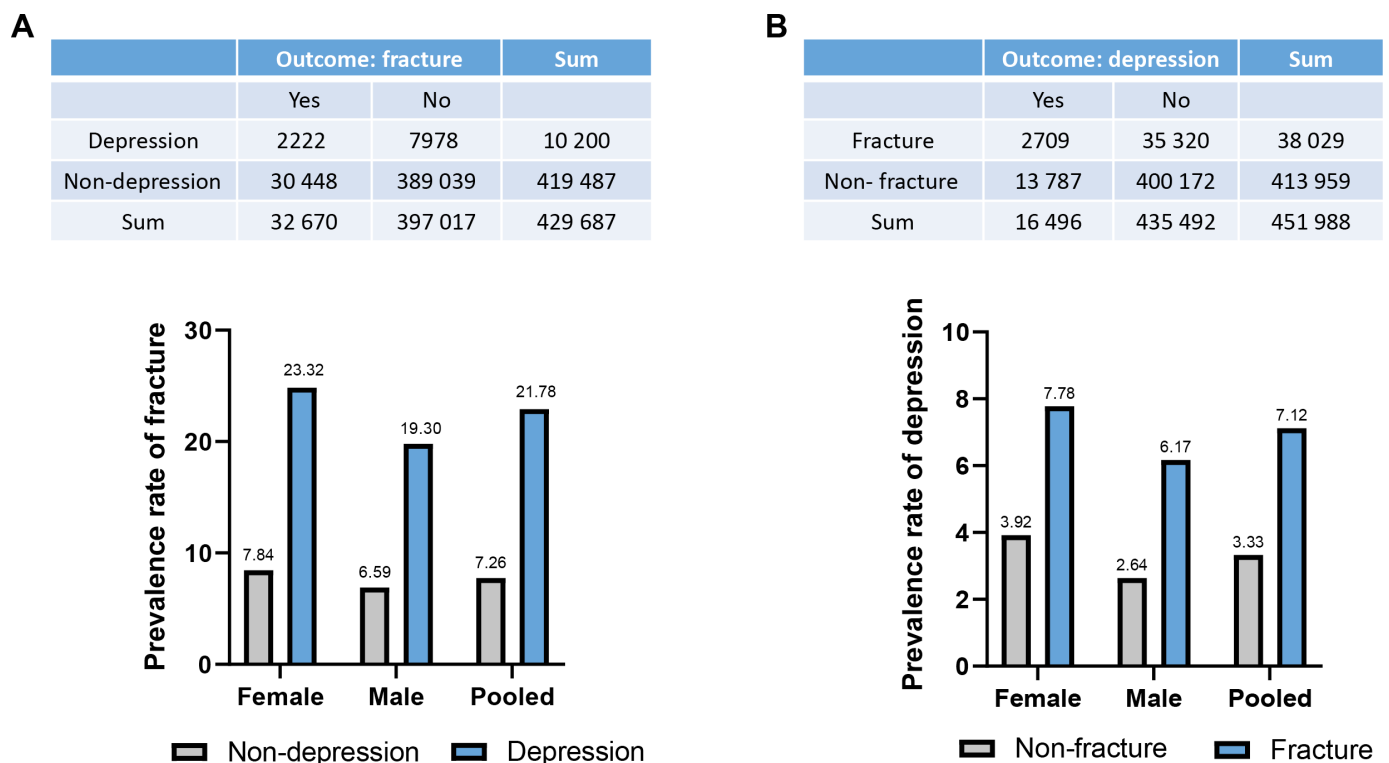 A
Outcome: fracture Sum
Yes No
Depression 2222 7978 10 200
Non-depression 30 448 389 039 419 487
Sum 32 670 397 017 429 687
B
Outcome: depression Sum
Yes No
Fracture 2709 35 320 38 029
Non- fracture 13 787 400 172 413 959
Sum 16 496 435 492 451 988
Prevalence rate of fracture
30
20
10
0
7.84
23.32
6.59
19.30
7.26
21.78
Female Male Pooled
Non-depression Depression
Prevalence rate of depression
10
8
6
4
2
0
3.92
7.78
2.64
6.17
3.33
7.12
Female Male Pooled
Non-fracture Fracture